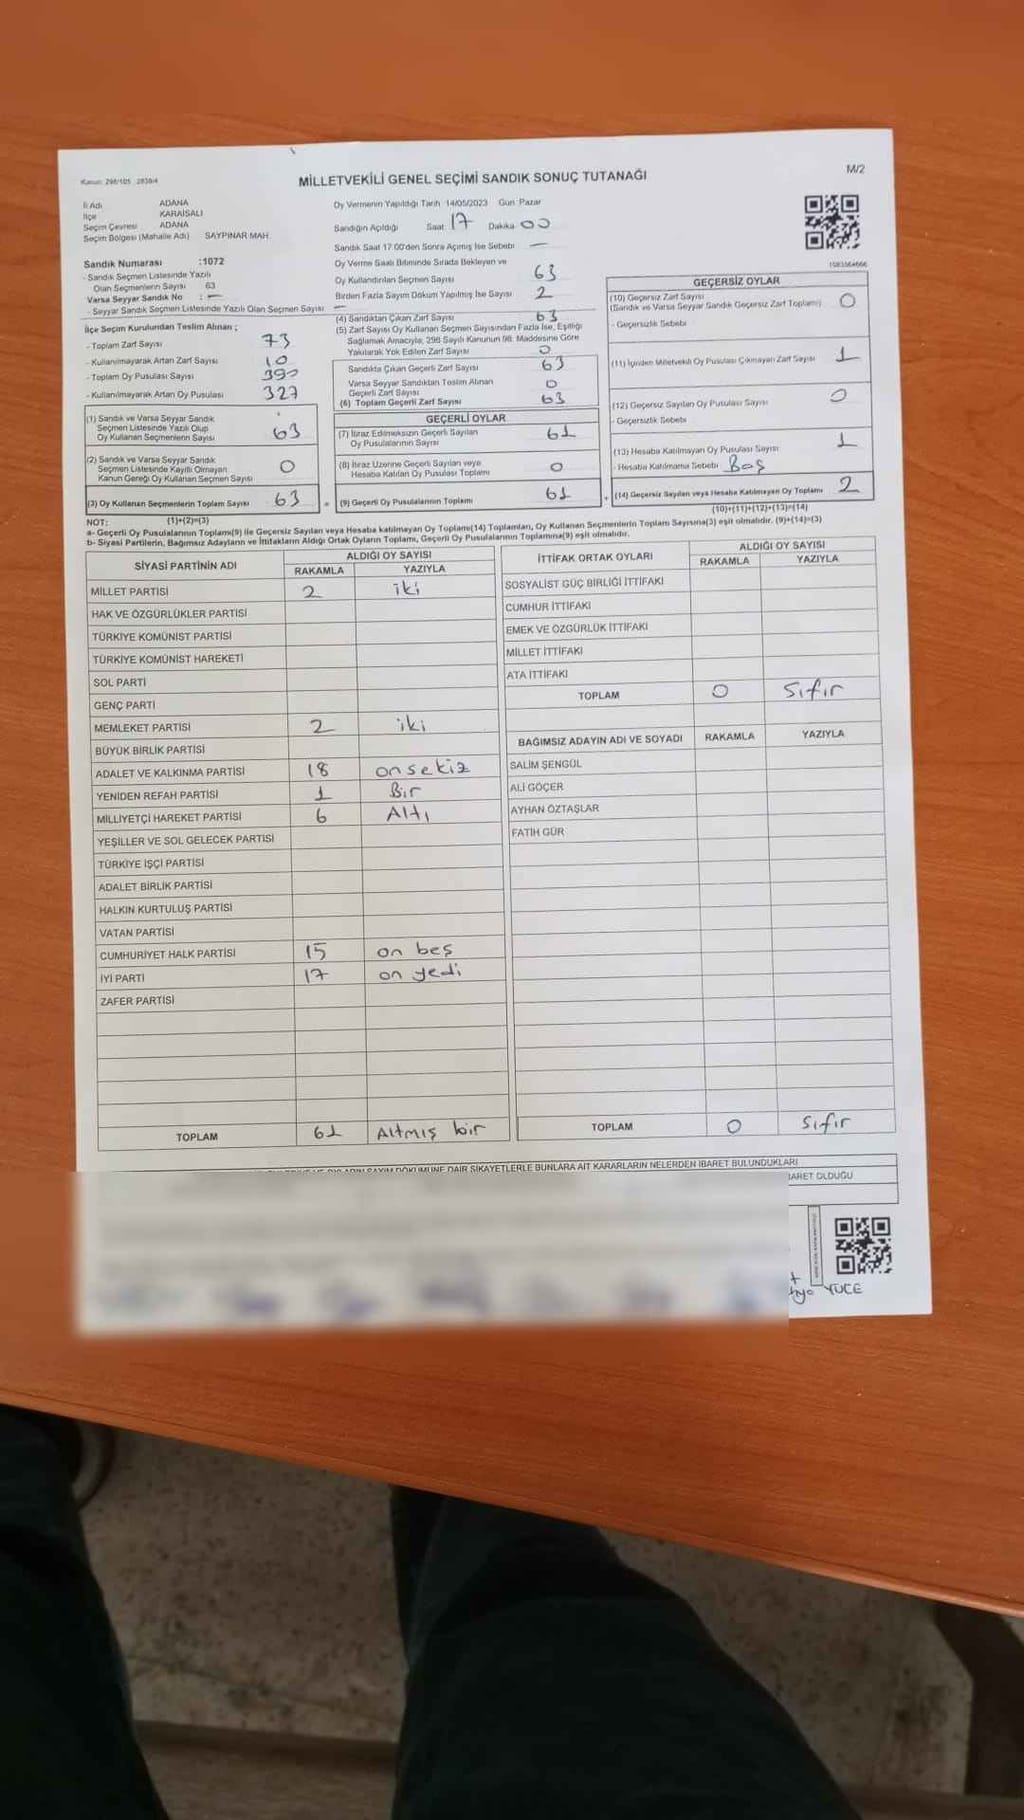 Kanun: 298/105 2839/4
MİLLETVEKİLİ GENEL SEÇİMİ SANDIK SONUÇ TUTANAĞI
M/2
İl Adı ADANA
İlçe KARAİSALI
Seçim Çevresi ADANA
Seçim Bölgesi (Mahalle Adı) SAYPINAR MAH.
Oy Vermenin Yapıldığı Tarih 14/05/2023 Gün: Pazar
Sandığın Açıldığı Saat 17 Dakika 00
Sandık Saat 17:00'den Sonra Açılmış İse Sebebi —
Sandık Numarası :1072
- Sandık Seçmen Listesinde Yazılı
Olan Seçmenlerin Sayısı 63
Varsa Seyyar Sandık No : —
- Seyyar Sandık Seçmen Listesinde Yazılı Olan Seçmen Sayısı —
Oy Verme Saati Bitiminde Sırada Bekleyen ve
Oy Kullandırılan Seçmen Sayısı 63
Birden Fazla Sayım Döküm Yapılmış İse Sayısı 2
İlçe Seçim Kurulundan Teslim Alınan ;
- Toplam Zarf Sayısı 73
- Kullanılmayarak Artan Zarf Sayısı 10
- Toplam Oy Pusulası Sayısı 390
- Kullanılmayarak Artan Oy Pusulası 327
(4) Sandıktan Çıkan Zarf Sayısı 63
(5) Zarf Sayısı Oy Kullanan Seçmen Sayısından Fazla İse, Eşitliği
Sağlamak Amacıyla, 298 Sayılı Kanunun 98. Maddesine Göre
Yakılarak Yok Edilen Zarf Sayısı 0
Sandıkta Çıkan Geçerli Zarf Sayısı 63
Varsa Seyyar Sandıktan Teslim Alınan
Geçerli Zarf Sayısı 0
(6) Toplam Geçerli Zarf Sayısı 63
1083564666
GEÇERSİZ OYLAR
(10) Geçersiz Zarf Sayısı
(Sandık ve Varsa Seyyar Sandık Geçersiz Zarf Toplamı) 0
- Geçersizlik Sebebi
(11) İçinden Milletvekili Oy Pusulası Çıkmayan Zarf Sayısı 1
(12) Geçersiz Sayılan Oy Pusulası Sayısı 0
- Geçersizlik Sebebi
(13) Hesaba Katılmayan Oy Pusulası Sayısı 1
- Hesaba Katılmama Sebebi Boş
(14) Geçersiz Sayılan veya Hesaba Katılmayan Oy Toplamı 2
(10)+(11)+(12)+(13)=(14)
(1) Sandık ve Varsa Seyyar Sandık
Seçmen Listesinde Yazılı Olup
Oy Kullanan Seçmenlerin Sayısı 63
(2) Sandık ve Varsa Seyyar Sandık
Seçmen Listesinde Kayıtlı Olmayan
Kanun Gereği Oy Kullanan Seçmen Sayısı 0
(3) Oy Kullanan Seçmenlerin Toplam Sayısı 63
(1)+(2)=(3)
GEÇERLİ OYLAR
(7) İtiraz Edilmeksizin Geçerli Sayılan
Oy Pusulalarının Sayısı 61
(8) İtiraz Üzerine Geçerli Sayılan veya
Hesaba Katılan Oy Pusulası Toplamı 0
= (9) Geçerli Oy Pusulalarının Toplamı 61 +
NOT:
a- Geçerli Oy Pusulalarının Toplamı(9) ile Geçersiz Sayılan veya Hesaba katılmayan Oy Toplamı(14) Toplamları, Oy Kullanan Seçmenlerin Toplam Sayısına(3) eşit olmalıdır. (9)+(14)=(3)
b- Siyasi Partilerin, Bağımsız Adayların ve İttifakların Aldığı Ortak Oyların Toplamı, Geçerli Oy Pusulalarının Toplamına(9) eşit olmalıdır.
SİYASİ PARTİNİN ADI ALDIĞI OY SAYISI
RAKAMLA YAZIYLA
MİLLET PARTİSİ 2 iki
HAK VE ÖZGÜRLÜKLER PARTİSİ
TÜRKİYE KOMÜNİST PARTİSİ
TÜRKİYE KOMÜNİST HAREKETİ
SOL PARTİ
GENÇ PARTİ
MEMLEKET PARTİSİ 2 iki
BÜYÜK BİRLİK PARTİSİ
ADALET VE KALKINMA PARTİSİ 18 onsekiz
YENİDEN REFAH PARTİSİ 1 Bir
MİLLİYETÇİ HAREKET PARTİSİ 6 Altı
YEŞİLLER VE SOL GELECEK PARTİSİ
TÜRKİYE İŞÇİ PARTİSİ
ADALET BİRLİK PARTİSİ
HALKIN KURTULUŞ PARTİSİ
VATAN PARTİSİ
CUMHURİYET HALK PARTİSİ 15 on beş
İYİ PARTİ 17 on yedi
ZAFER PARTİSİ
TOPLAM 61 Altmış bir
İTTİFAK ORTAK OYLARI ALDIĞI OY SAYISI
RAKAMLA YAZIYLA
SOSYALİST GÜÇ BİRLİĞİ İTTİFAKI
CUMHUR İTTİFAKI
EMEK VE ÖZGÜRLÜK İTTİFAKI
MİLLET İTTİFAKI
ATA İTTİFAKI
TOPLAM 0 sıfır
BAĞIMSIZ ADAYIN ADI VE SOYADI RAKAMLA YAZIYLA
SALİM ŞENGÜL
ALİ GÖÇER
AYHAN ÖZTAŞLAR
FATİH GÜR
TOPLAM 0 sıfır
SAYIM DÖKÜMÜNE DAİR ŞİKAYETLERLE BUNLARA AİT KARARLARIN NELERDEN İBARET BULUNDUKLARI
İBARET OLDUĞU
YÜCE